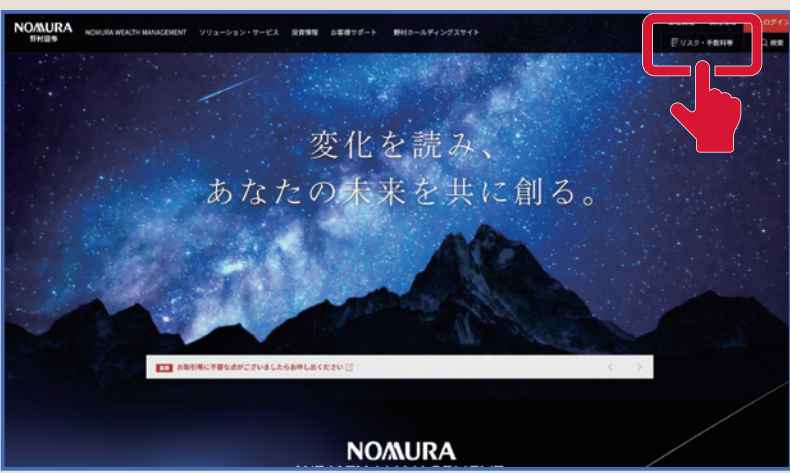 NOMURA
野村證券
NOMURA WEALTH MANAGEMENT ソリューション・サービス 投資情報 お客様サポート 野村ホールディングスサイト
ログイン
リスク・手数料等
検索
変化を読み、
あなたの未来を共に創る。
重要 お取引等に不審な点がございましたらお申し出ください
NOMURA